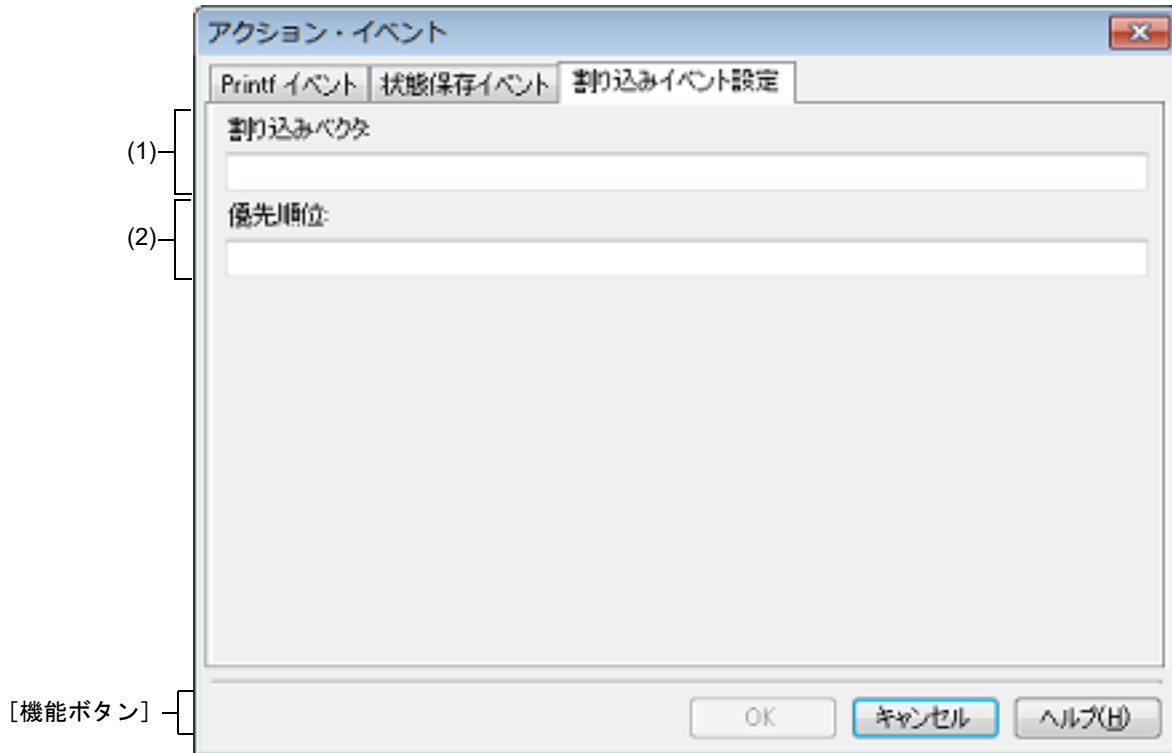 アクション・イベント
Printf イベント 状態保存イベント 割り込みイベント設定
(1)
割り込みベクタ:
(2)
優先順位:
[機能ボタン]
OK キャンセル ヘルプ(H)